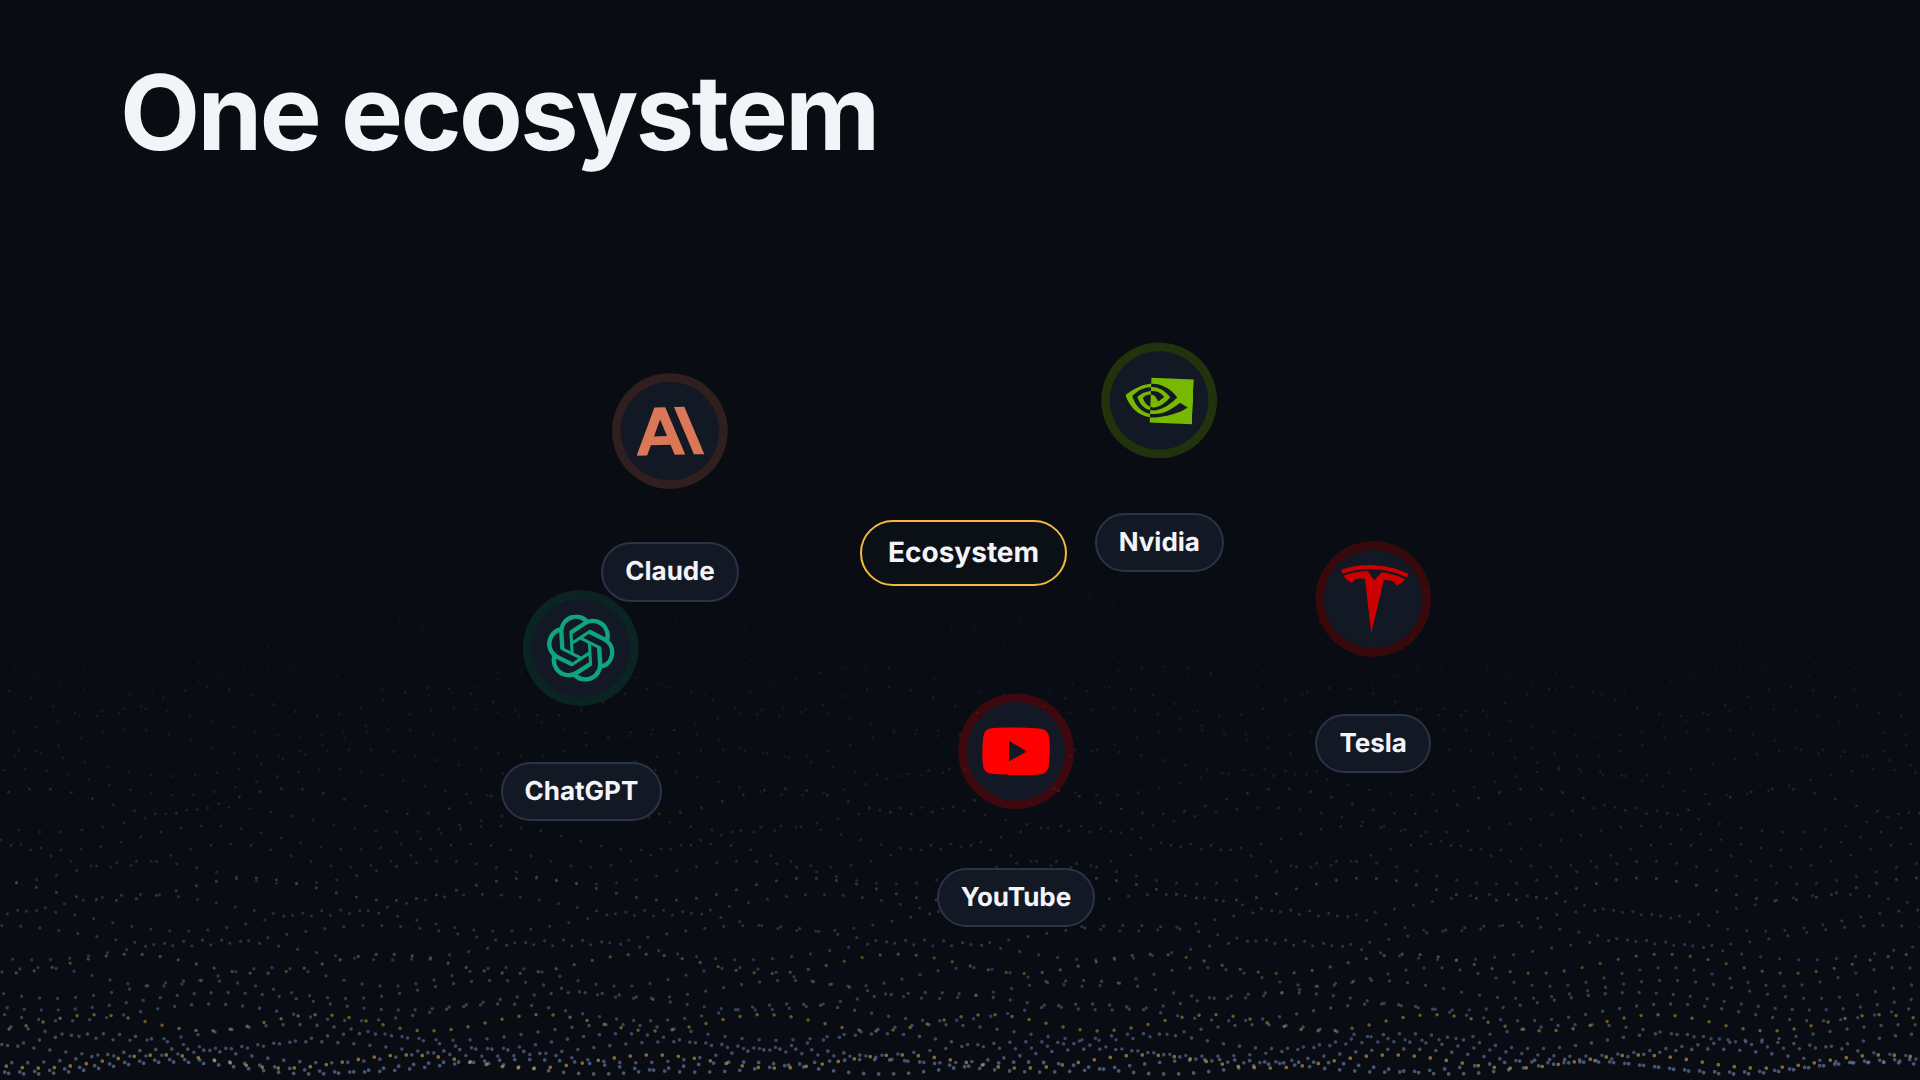 One ecosystem
Nvidia
Ecosystem
Claude
Tesla
ChatGPT
YouTube